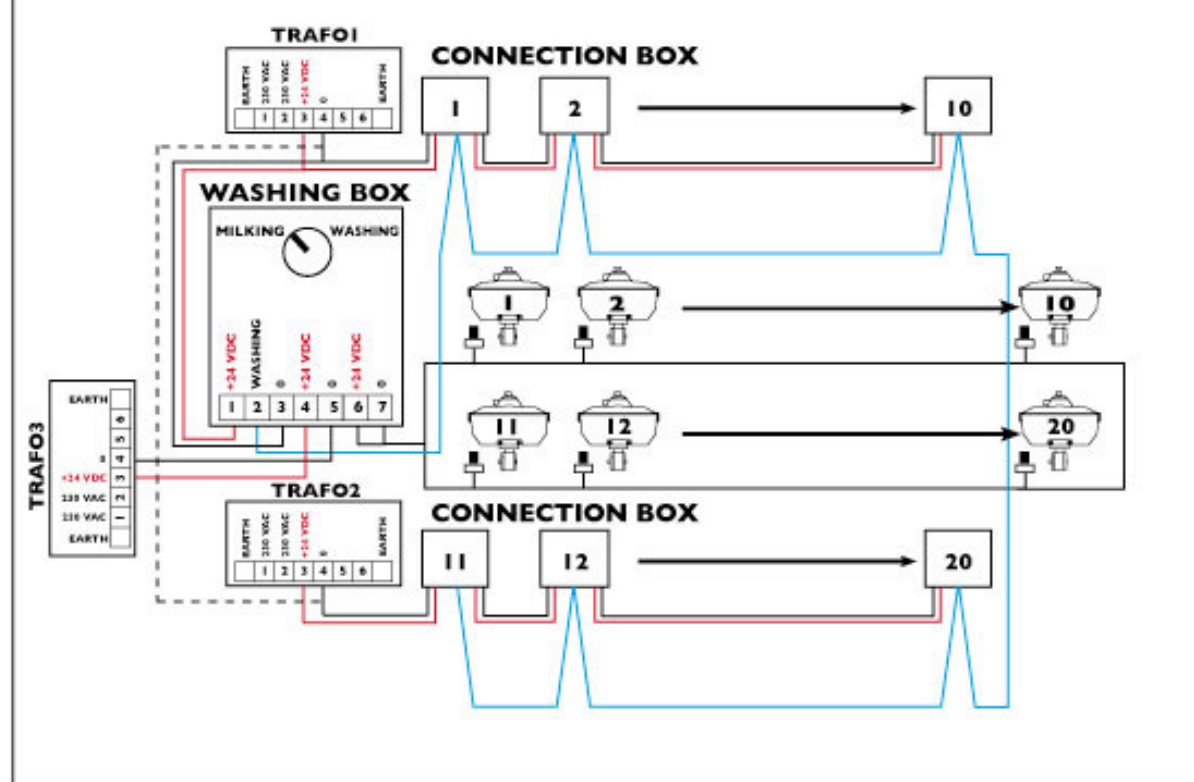 TRAFO1
CONNECTION BOX
EARTH
230 VAC
230 VAC
+24 VDC
0
EARTH
1 2 3 4 5 6
1
2
10
WASHING BOX
MILKING
WASHING
+24 VDC
WASHING
0
+24 VDC
0
+24 VDC
0
1 2 3 4 5 6 7
1
2
10
11
12
20
TRAFO3
EARTH
6
5
0 4
+24 VDC 3
230 VAC 2
230 VAC 1
EARTH
TRAFO2
CONNECTION BOX
EARTH
230 VAC
230 VAC
+24 VDC
0
EARTH
1 2 3 4 5 6
11
12
20